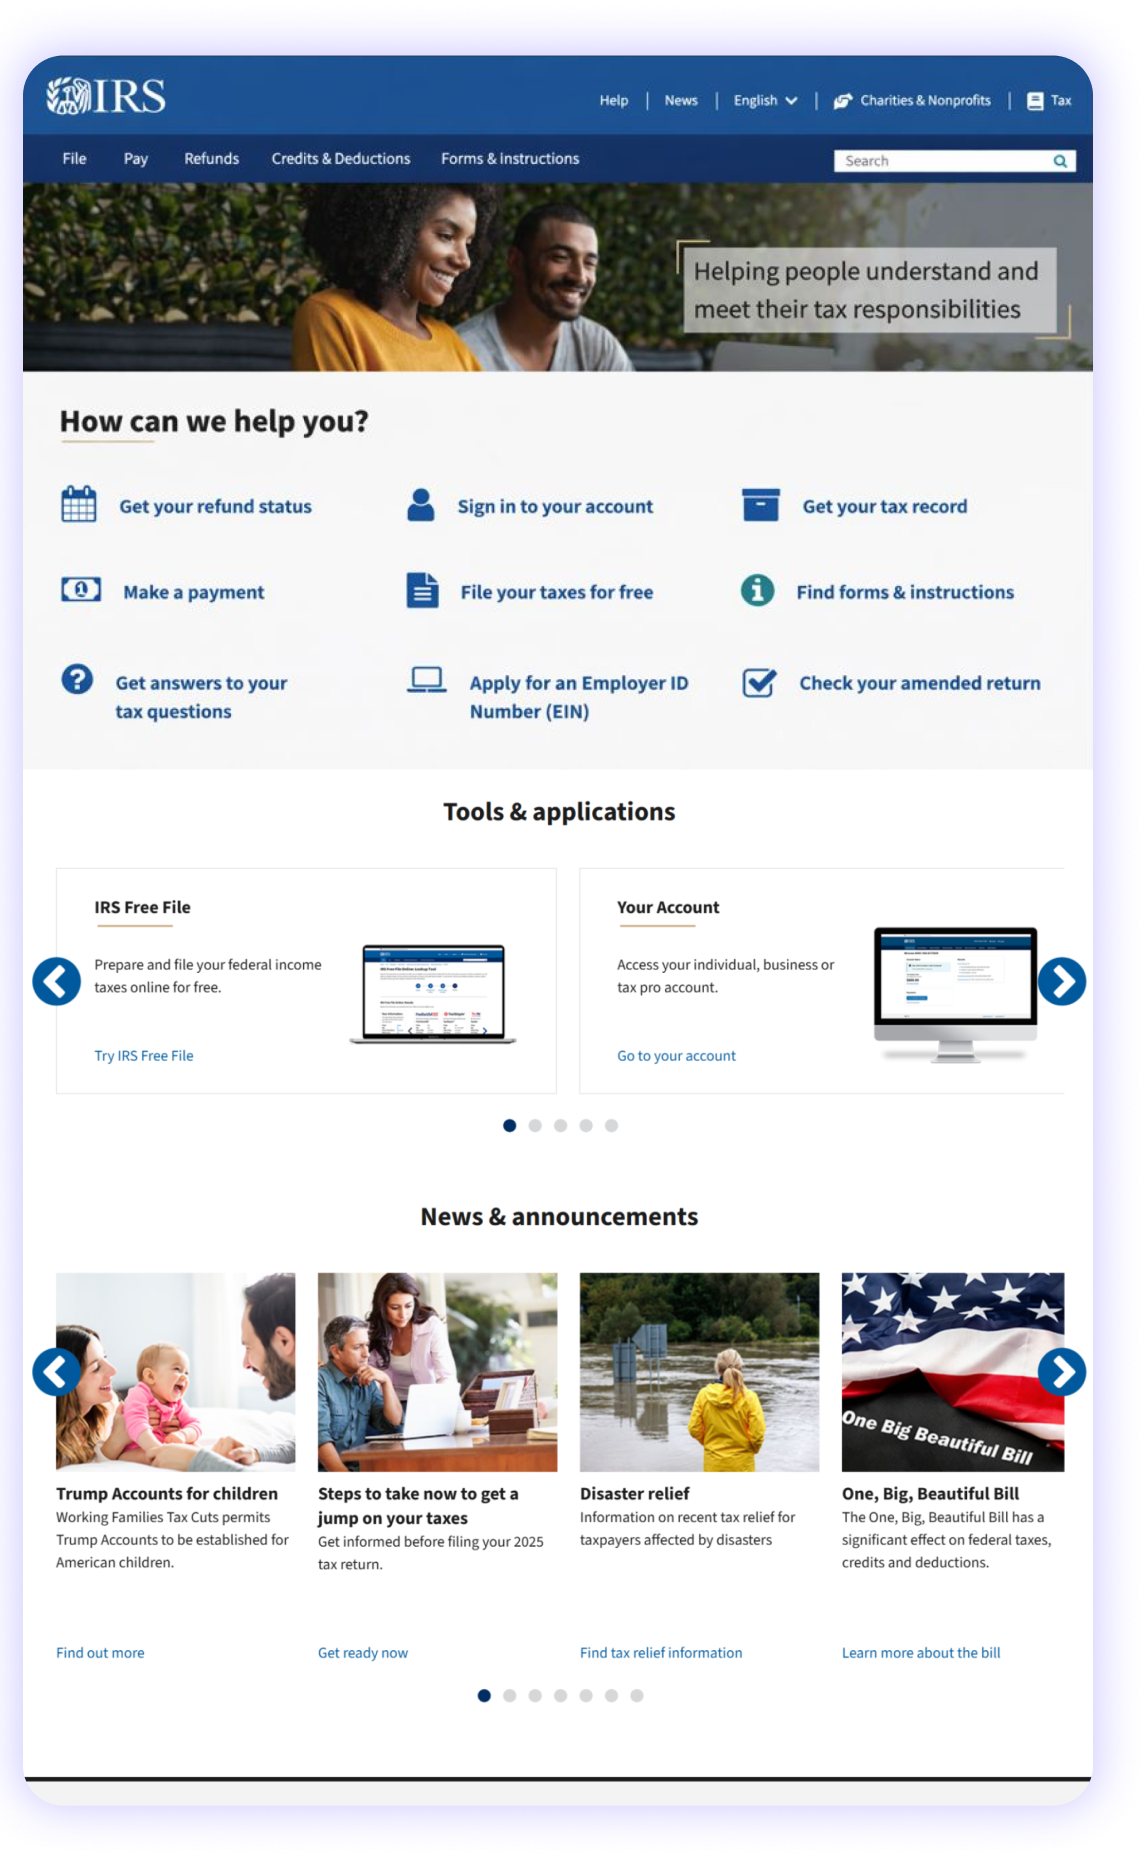 IRS
Help
News
English
Charities & Nonprofits
Tax
File
Pay
Refunds
Credits & Deductions
Forms & Instructions
Search
Helping people understand and
meet their tax responsibilities
How can we help you?
Get your refund status
Sign in to your account
Get your tax record
Make a payment
File your taxes for free
Find forms & instructions
Get answers to your
tax questions
Apply for an Employer ID
Number (EIN)
Check your amended return
Tools & applications
IRS Free File
Prepare and file your federal income
taxes online for free.
Try IRS Free File
Your Account
Access your individual, business or
tax pro account.
Go to your account
News & announcements
Trump Accounts for children
Working Families Tax Cuts permits
Trump Accounts to be established for
American children.
Find out more
Steps to take now to get a
jump on your taxes
Get informed before filing your 2025
tax return.
Get ready now
Disaster relief
Information on recent tax relief for
taxpayers affected by disasters
Find tax relief information
One Big Beautiful Bill
One, Big, Beautiful Bill
The One, Big, Beautiful Bill has a
significant effect on federal taxes,
credits and deductions.
Learn more about the bill